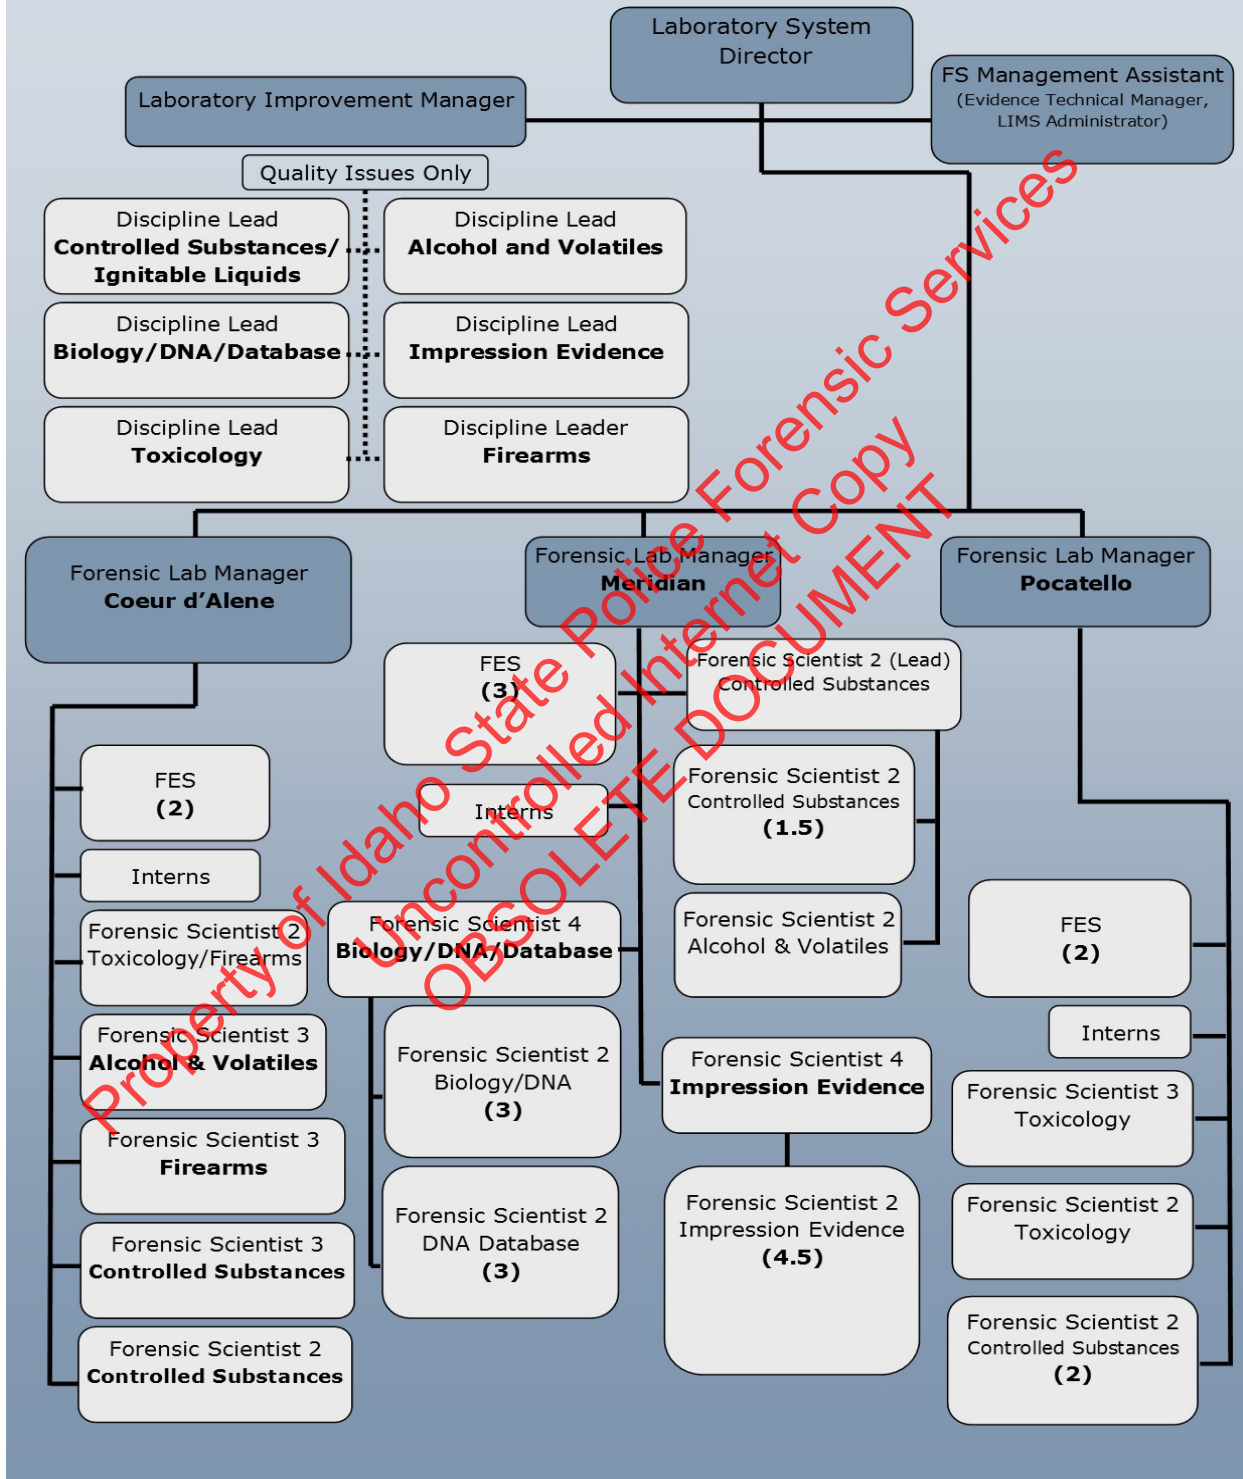 Laboratory System
Director
FS Management Assistant
(Evidence Technical Manager,
LIMS Administrator)
Laboratory Improvement Manager
Quality Issues Only
Discipline Lead
Controlled Substances/
Ignitable Liquids
Discipline Lead
Alcohol and Volatiles
Discipline Lead
Biology/DNA/Database
Discipline Lead
Impression Evidence
Discipline Lead
Toxicology
Discipline Leader
Firearms
Forensic Lab Manager
Coeur d’Alene
Forensic Lab Manager
Meridian
Forensic Lab Manager
Pocatello
FES
(2)
Interns
Forensic Scientist 2
Toxicology/Firearms
Forensic Scientist 3
Alcohol & Volatiles
Forensic Scientist 3
Firearms
Forensic Scientist 3
Controlled Substances
Forensic Scientist 2
Controlled Substances
FES
(3)
Forensic Scientist 2 (Lead)
Controlled Substances
Interns
Forensic Scientist 2
Controlled Substances
(1.5)
Forensic Scientist 2
Alcohol & Volatiles
Forensic Scientist 4
Biology/DNA/Database
Forensic Scientist 2
Biology/DNA
(3)
Forensic Scientist 2
DNA Database
(3)
Forensic Scientist 4
Impression Evidence
Forensic Scientist 2
Impression Evidence
(4.5)
FES
(2)
Interns
Forensic Scientist 3
Toxicology
Forensic Scientist 2
Toxicology
Forensic Scientist 2
Controlled Substances
(2)
Property of Idaho State Police Forensic Services
Uncontrolled Internet Copy
OBSOLETE DOCUMENT